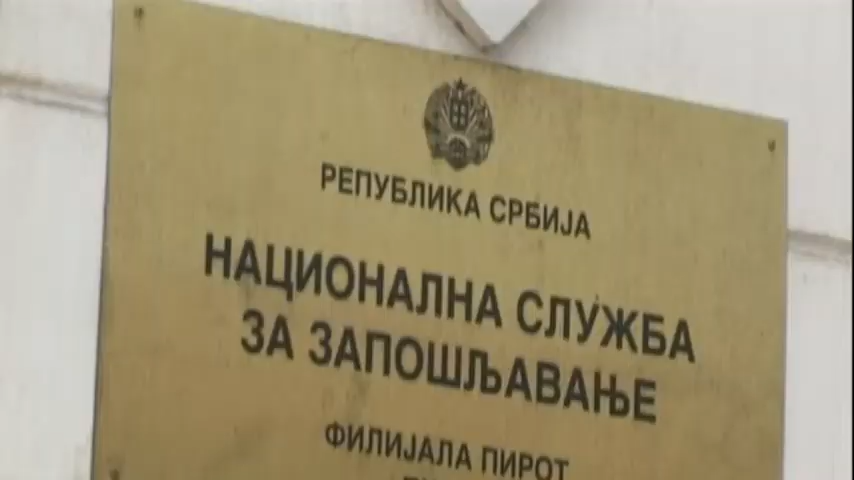 РЕПУБЛИКА СРБИЈА
НАЦИОНАЛНА СЛУЖБА
ЗА ЗАПОШЉАВАЊЕ
ФИЛИЈАЛА ПИРОТ